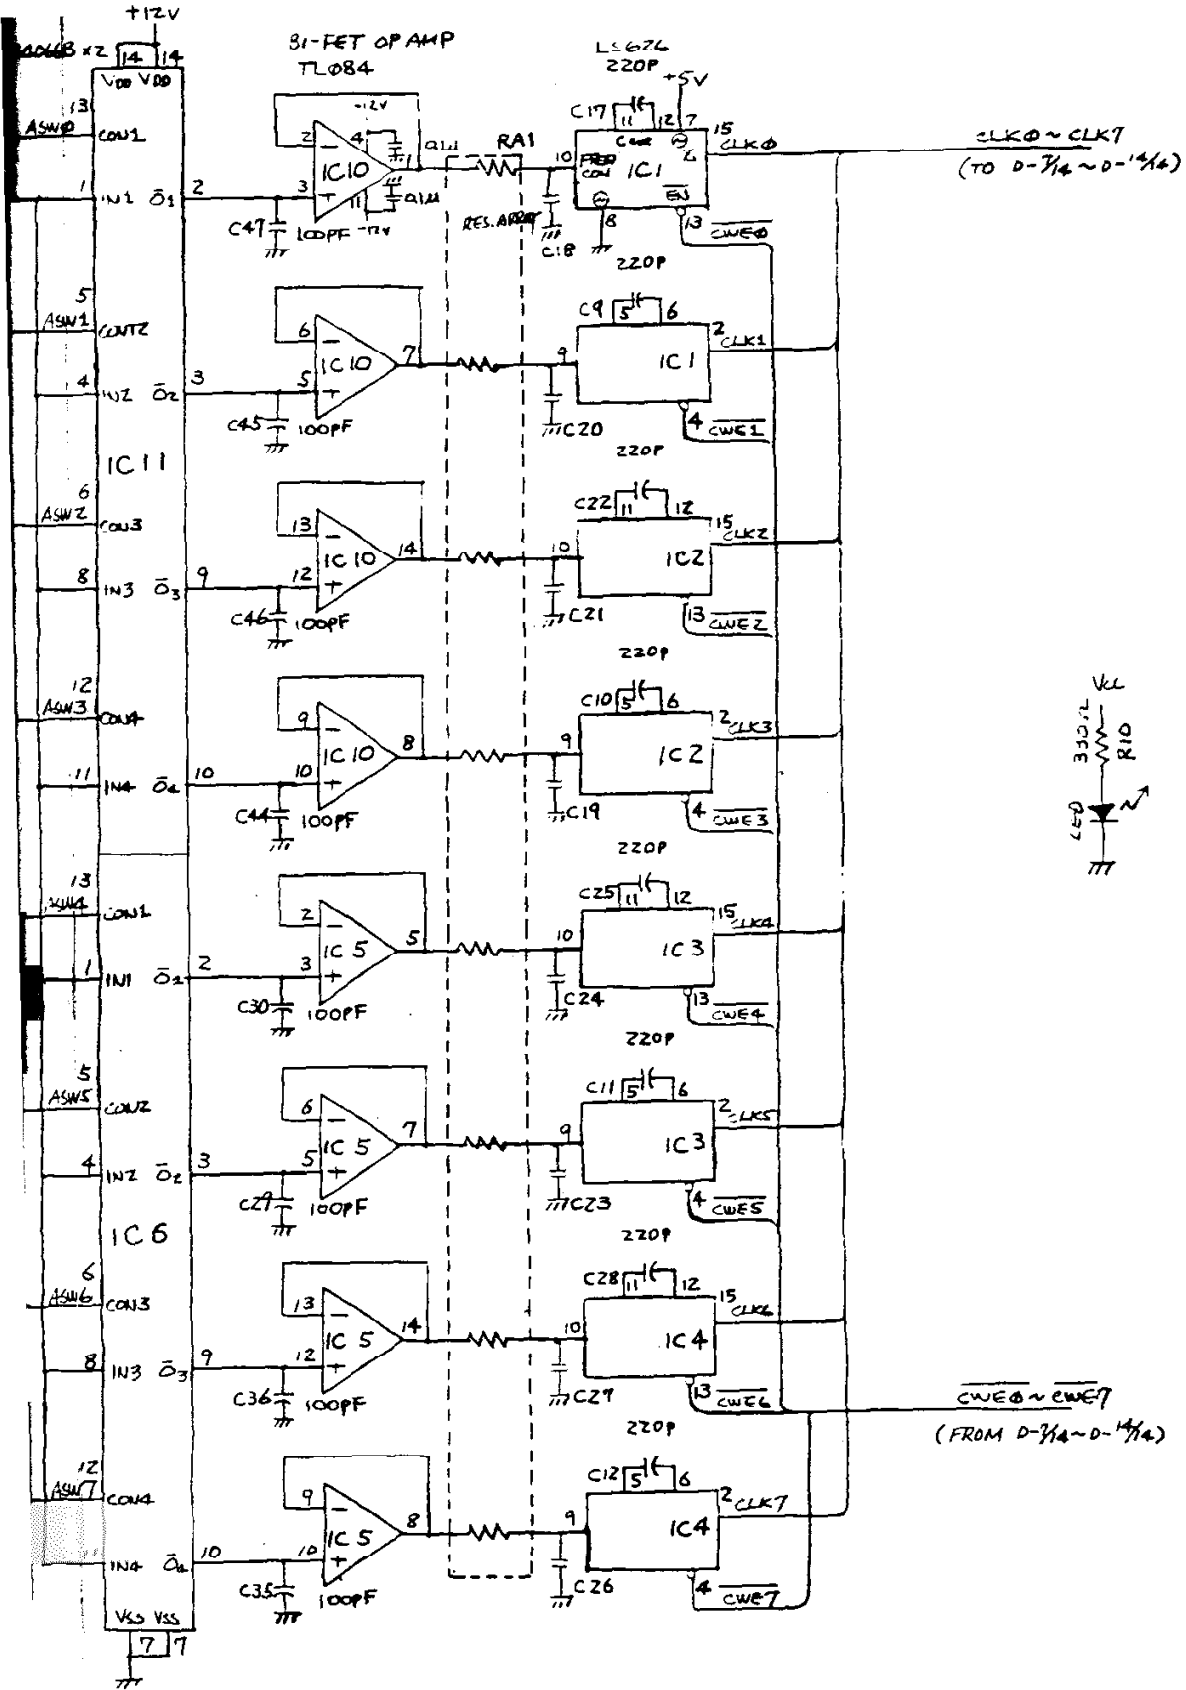 +12V
4066B ×2
14 14
VDD VDD
BI-FET OP AMP
TL084
LS626
220P
+5V
C17
11 12 7
13
ASW0
CON1
1
IN1 Ō1
2
C47
100PF
2
3
IC10
4
-12V
11
-12V
1
0.1μ
0.1μ
RA1
RES.ARRAY
10
FREQ CON
IC1
15
CLK0
EN
8
13
CWE0
C18
CLK0~CLK7
(TO D-7/14~D-14/14)
5
ASW1
CONT2
4
IN2 Ō2
3
C45
100PF
6
5
IC10
7
220P
C9
5 6
9
IC1
2
CLK1
4
CWE1
C20
IC11
6
ASW2
CON3
8
IN3 Ō3
9
C46
100PF
13
12
IC10
14
220P
C22
11 12
10
IC2
15
CLK2
13
CWE2
C21
12
ASW3
CON4
11
IN4 Ō4
10
C44
100PF
9
10
IC10
8
220P
C10
5 6
9
IC2
2
CLK3
4
CWE3
C19
VCC
330Ω
R10
LED
13
ASW4
CON1
1
IN1 Ō1
2
C30
100PF
2
3
IC5
5
220P
C25
11 12
10
IC3
15
CLK4
13
CWE4
C24
5
ASW5
CON2
4
IN2 Ō2
3
C29
100PF
6
5
IC5
7
220P
C11
5 6
9
IC3
2
CLK5
4
CWE5
C23
IC6
6
ASW6
CON3
8
IN3 Ō3
9
C36
100PF
13
12
IC5
14
220P
C28
11 12
10
IC4
15
CLK6
13
CWE6
C27
CWE0~CWE7
(FROM D-7/14~D-14/14)
12
ASW7
CON4
IN4 Ō4
10
C35
100PF
9
10
IC5
8
220P
C12
5 6
9
IC4
2
CLK7
4
CWE7
C26
VSS VSS
7 7